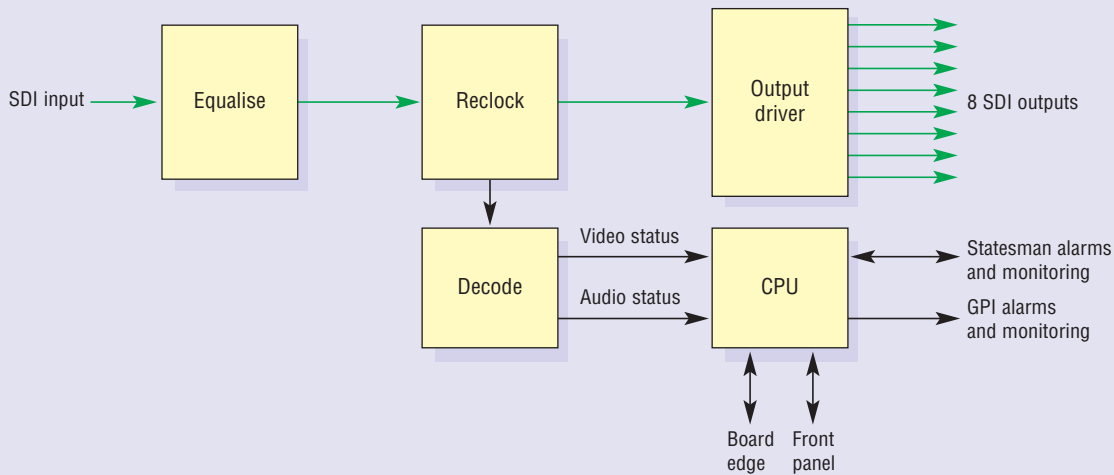 SDI input
Equalise
Reclock
Output
driver
8 SDI outputs
Decode
Video status
Audio status
CPU
Statesman alarms
and monitoring
GPI alarms
and monitoring
Board
edge
Front
panel